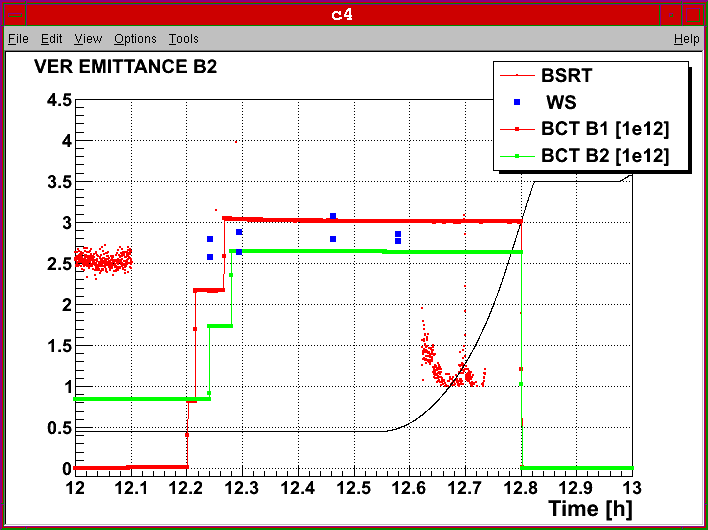 c4
File Edit View Options Tools Help
VER EMITTANCE B2
BSRT
WS
BCT B1 [1e12]
BCT B2 [1e12]
4.5
4
3.5
3
2.5
2
1.5
1
0.5
0
12 12.1 12.2 12.3 12.4 12.5 12.6 12.7 12.8 12.9 13
Time [h]